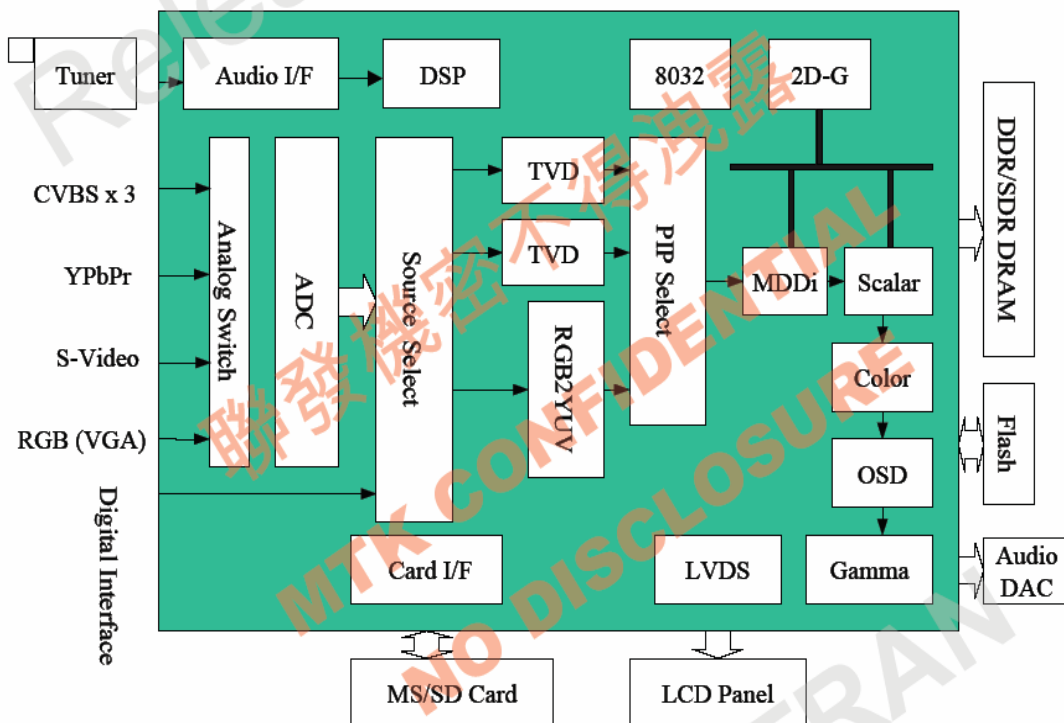 Tuner
Audio I/F
DSP
8032
2D-G
CVBS x 3
YPbPr
S-Video
RGB (VGA)
Digital Interface
Analog Switch
ADC
Source Select
TVD
TVD
RGB2YUV
PIP Select
MDDi
Scalar
Color
OSD
Gamma
LVDS
Card I/F
DDR/SDR DRAM
Flash
Audio
DAC
MS/SD Card
LCD Panel
聯發機密不得洩露
MTK CONFIDENTIAL
NO DISCLOSURE